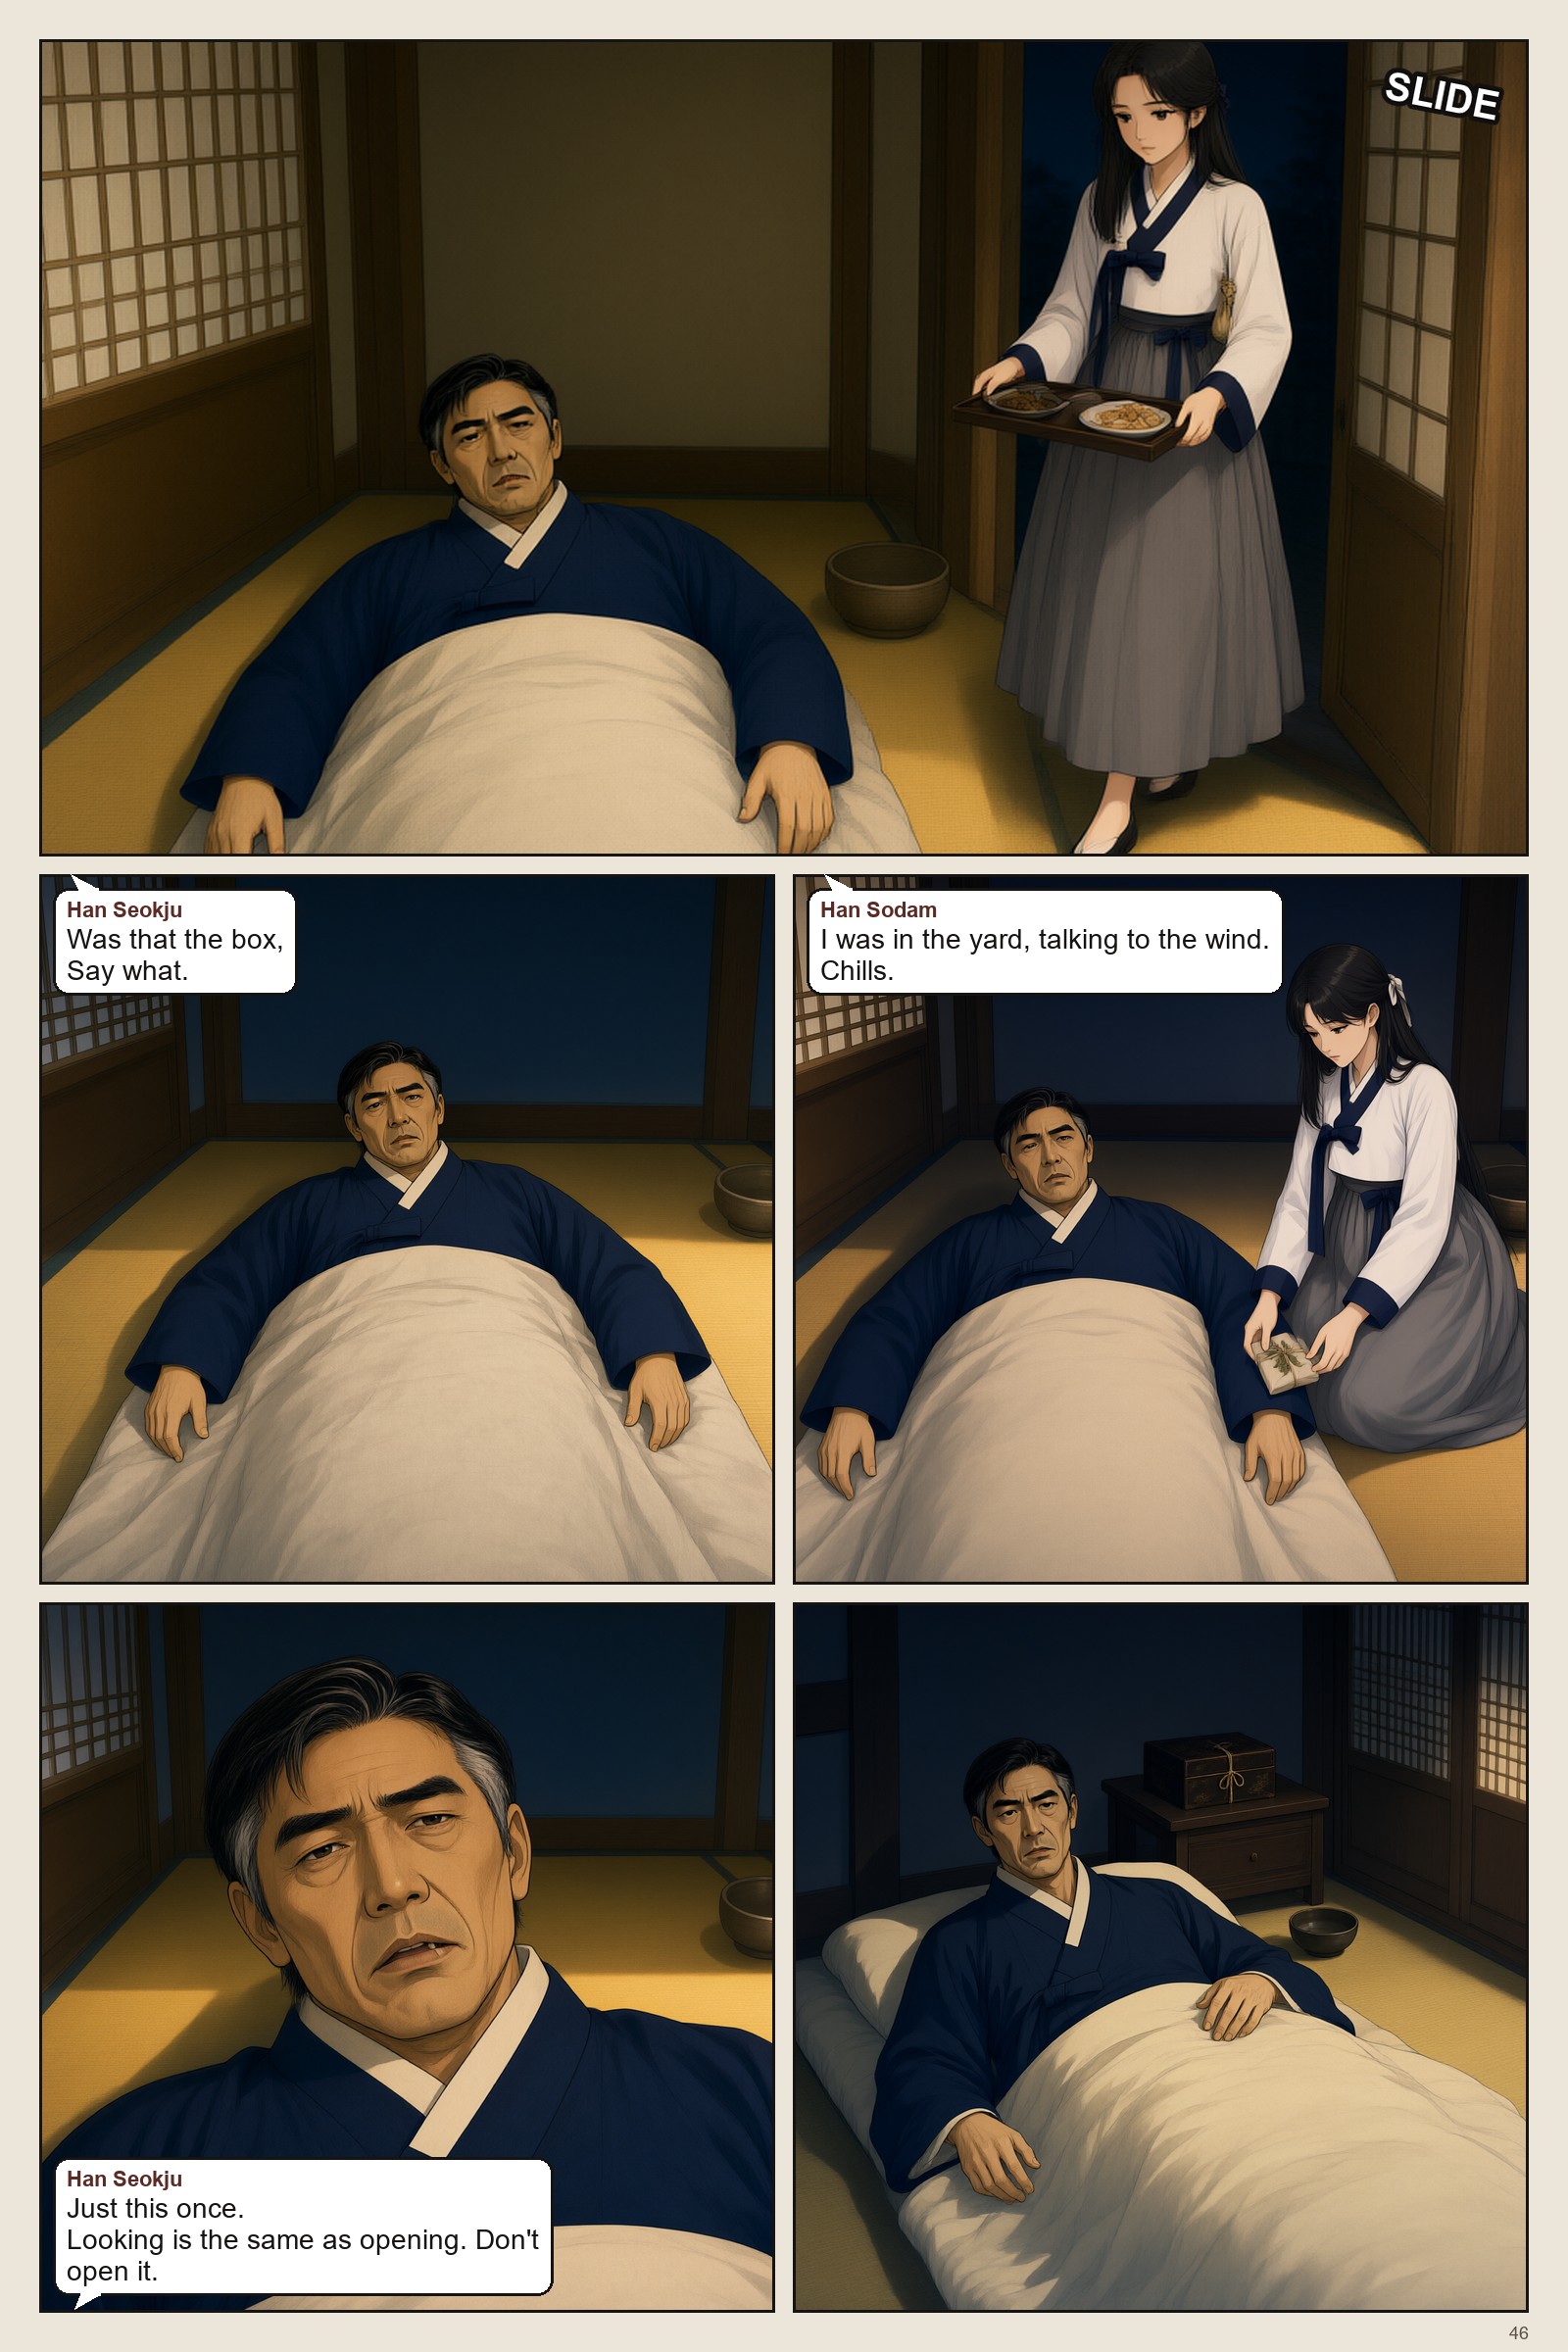 SLIDE
Han Seokju
Was that the box,
Say what.
Han Sodam
I was in the yard, talking to the wind.
Chills.
Han Seokju
Just this once.
Looking is the same as opening. Don't
open it.
46